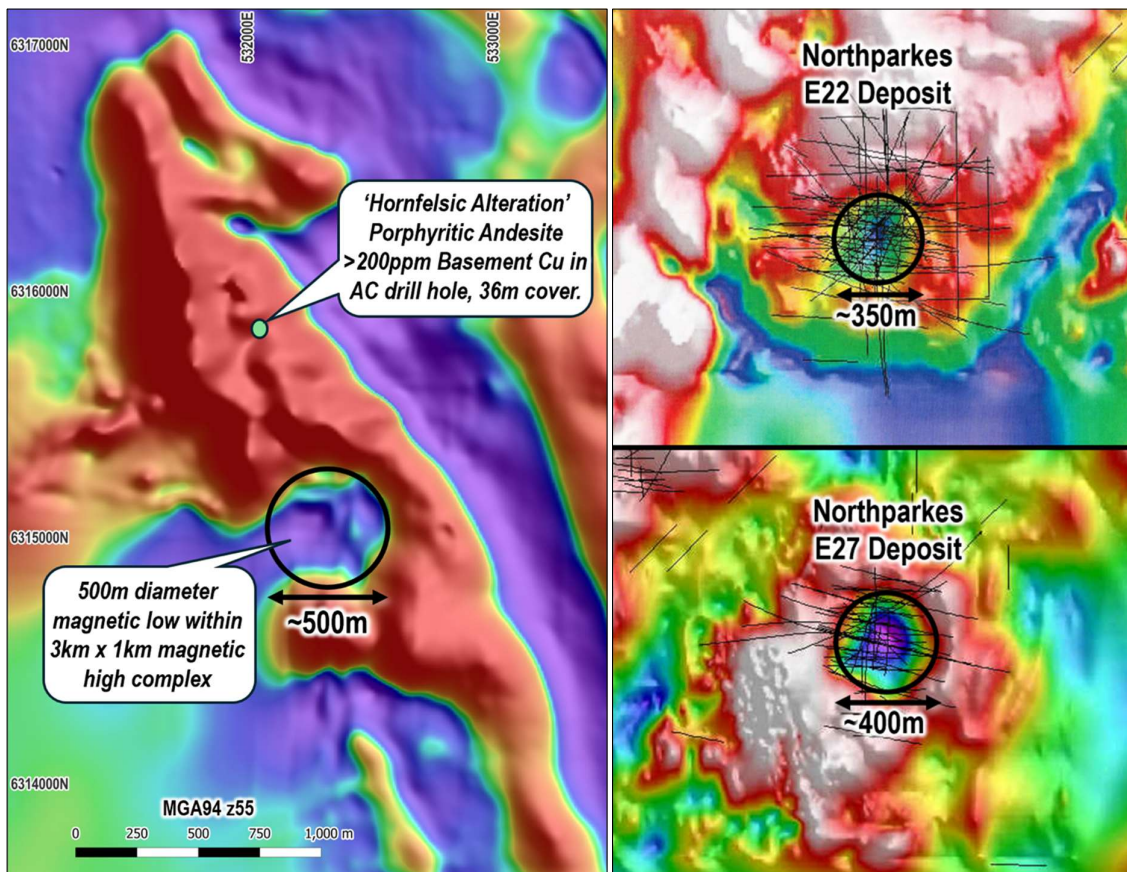 6317000N
532000E
533000E
'Hornfelsic Alteration'
Porphyritic Andesite
>200ppm Basement Cu in
AC drill hole, 36m cover.
6316000N
6315000N
500m diameter
magnetic low within
3km x 1km magnetic
high complex
~500m
6314000N
MGA94 z55
0 250 500 750 1,000 m
Northparkes
E22 Deposit
~350m
Northparkes
E27 Deposit
~400m